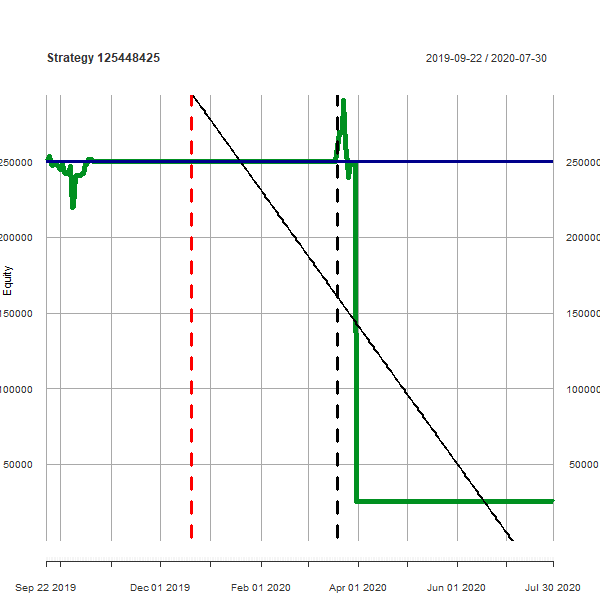 Strategy 125448425
2019-09-22 / 2020-07-30
250000
250000
200000
200000
Equity
150000
150000
100000
100000
50000
50000
Sep 22 2019
Dec 01 2019
Feb 01 2020
Apr 01 2020
Jun 01 2020
Jul 30 2020